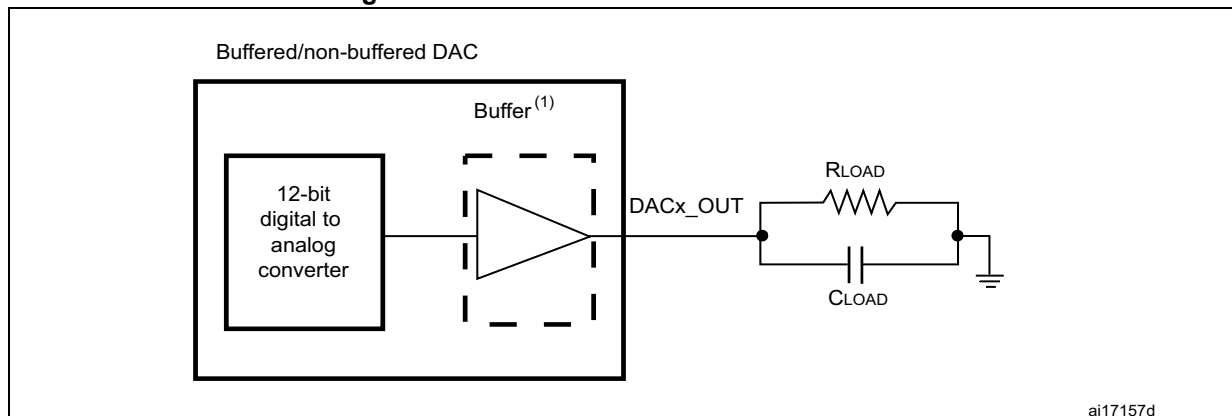 Buffered/non-buffered DAC
Buffer(1)
12-bit
digital to
analog
converter
DACx_OUT
RLOAD
CLOAD
ai17157d